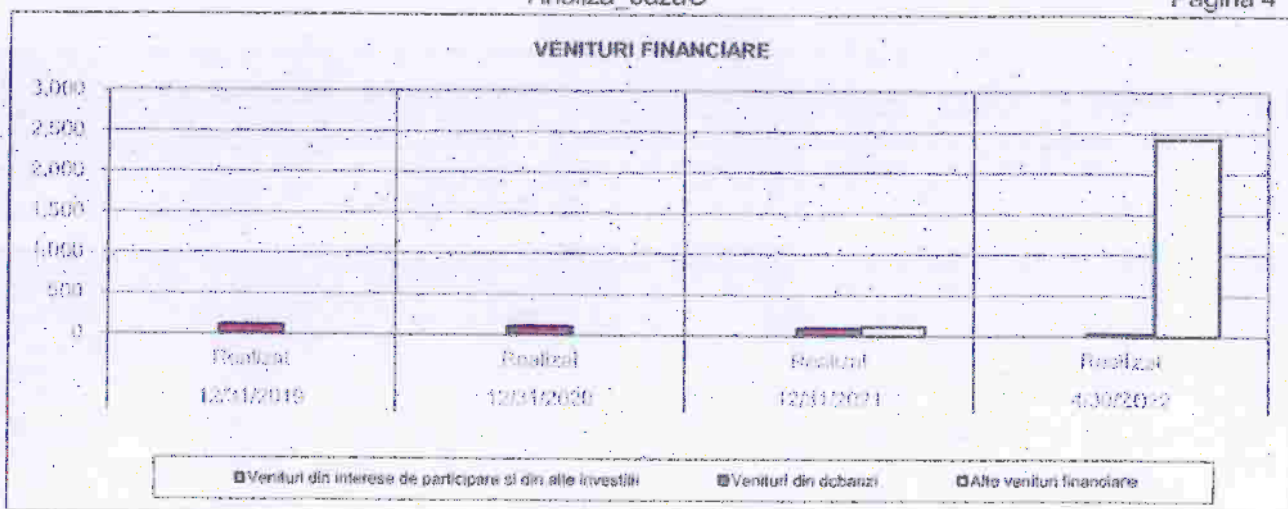 Pagina 4
VENITURI FINANCIARE
3,000
2,500
2,000
1,500
1,000
500
0
Realizat Realizat Realizat Realizat
12/31/2019 12/31/2020 12/31/2021 4/30/2022
Venituri din interese de participare si din alte investitii Venituri din dobanzi Alte venituri financiare